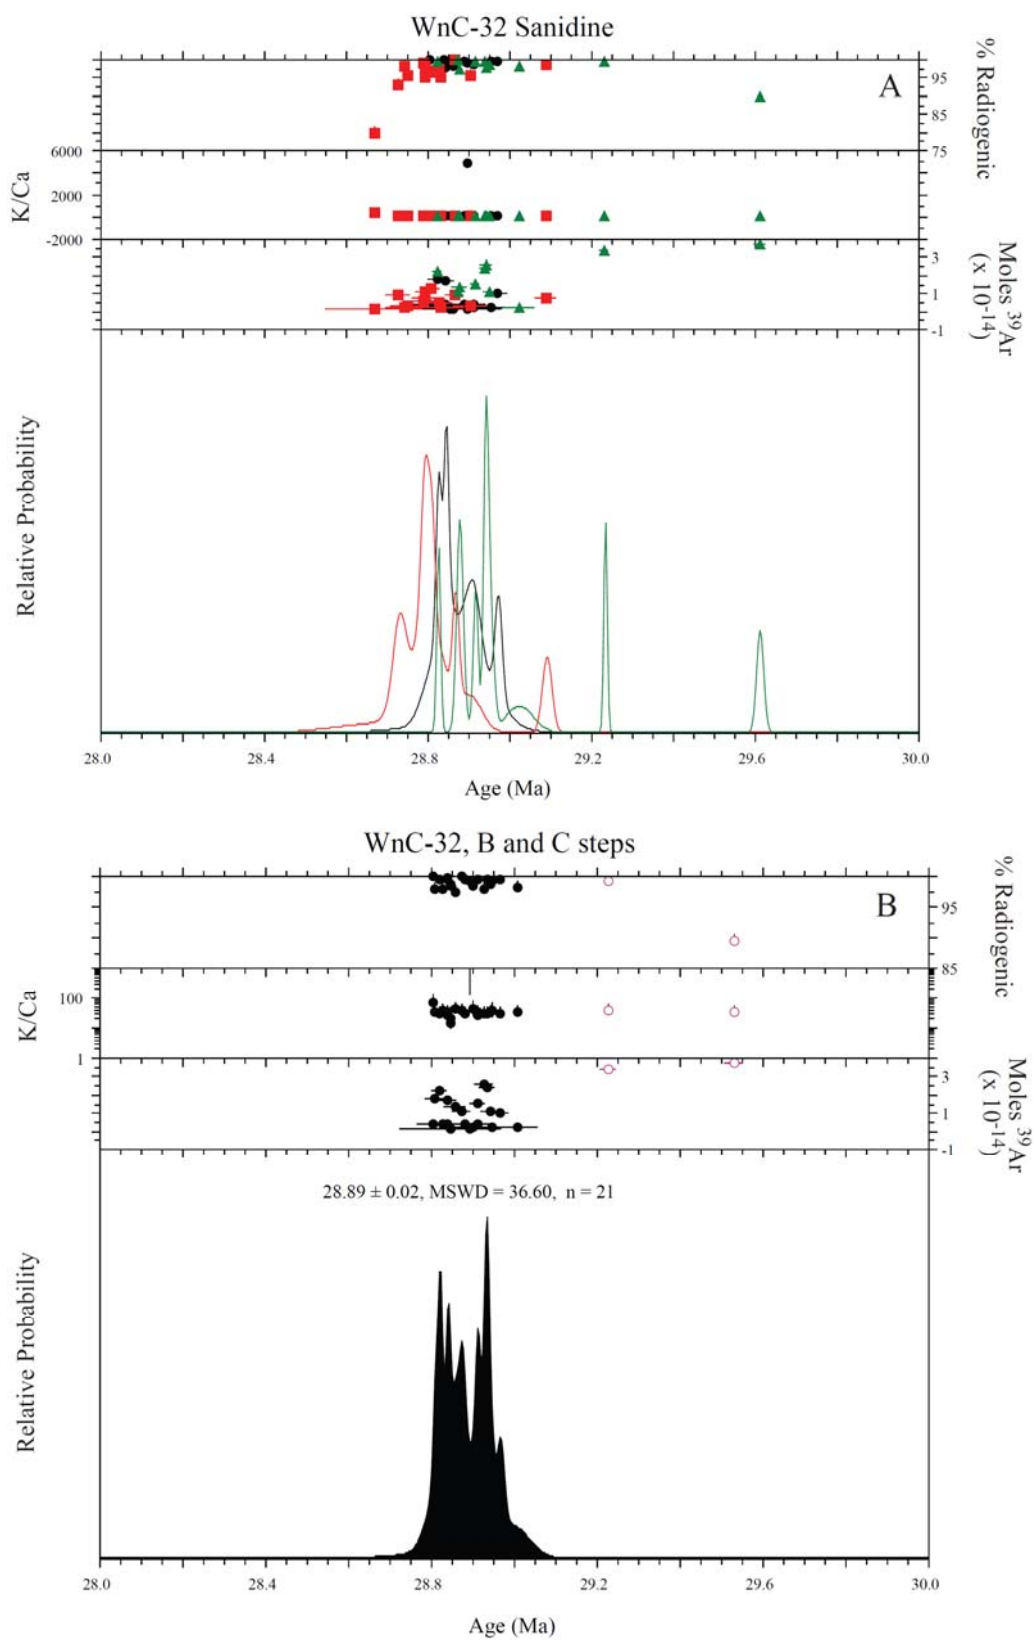 WnC-32 Sanidine
A
95
85
75
% Radiogenic
6000
2000
-2000
K/Ca
3
1
-1
Moles ³⁹Ar
(x 10⁻¹⁴)
Relative Probability
28.0 28.4 28.8 29.2 29.6 30.0
Age (Ma)
WnC-32, B and C steps
B
95
85
% Radiogenic
100
1
K/Ca
3
1
-1
Moles ³⁹Ar
(x 10⁻¹⁴)
28.89 ± 0.02, MSWD = 36.60, n = 21
Relative Probability
28.0 28.4 28.8 29.2 29.6 30.0
Age (Ma)